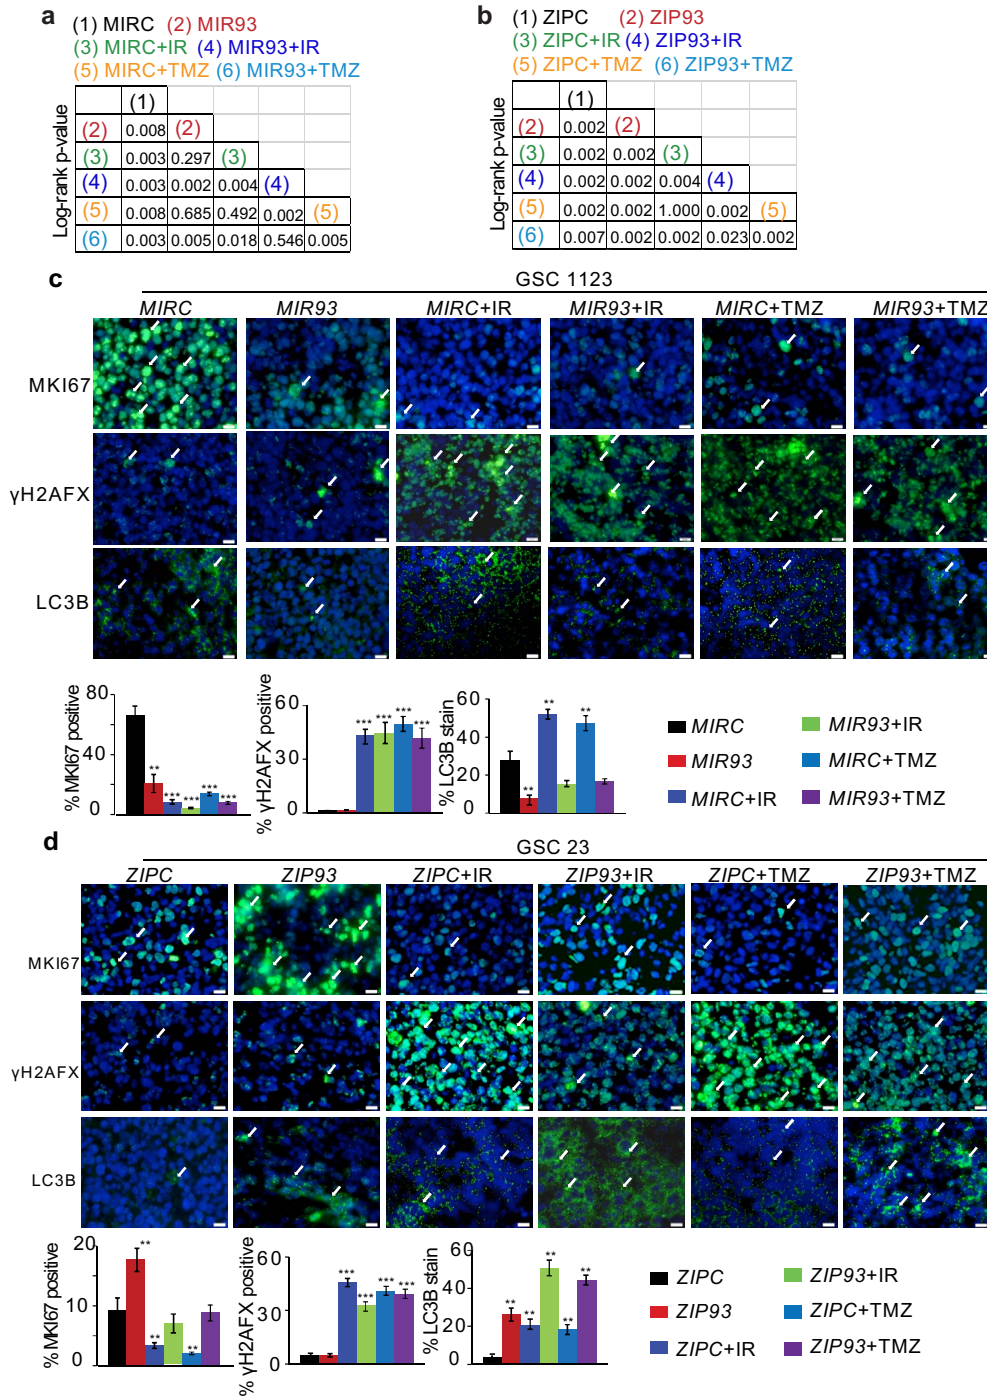 a
(1) MIRC (2) MIR93
(3) MIRC+IR (4) MIR93+IR
(5) MIRC+TMZ (6) MIR93+TMZ
Log-rank p-value
(1)
(2) 0.008 (2)
(3) 0.003 0.297 (3)
(4) 0.003 0.002 0.004 (4)
(5) 0.008 0.685 0.492 0.002 (5)
(6) 0.003 0.005 0.018 0.546 0.005
b
(1) ZIPC (2) ZIP93
(3) ZIPC+IR (4) ZIP93+IR
(5) ZIPC+TMZ (6) ZIP93+TMZ
Log-rank p-value
(1)
(2) 0.002 (2)
(3) 0.002 0.002 (3)
(4) 0.002 0.002 0.004 (4)
(5) 0.002 0.002 1.000 0.002 (5)
(6) 0.007 0.002 0.002 0.023 0.002
c
GSC 1123
MIRC MIR93 MIRC+IR MIR93+IR MIRC+TMZ MIR93+TMZ
MKI67
γH2AFX
LC3B
% MKI67 positive
80
40
0
** *** *** *** ***
% γH2AFX positive
60
30
0
*** *** *** ***
% LC3B stain
60
40
20
0
** ** **
MIRC
MIR93
MIRC+IR
MIR93+IR
MIRC+TMZ
MIR93+TMZ
d
GSC 23
ZIPC ZIP93 ZIPC+IR ZIP93+IR ZIPC+TMZ ZIP93+TMZ
MKI67
γH2AFX
LC3B
% MKI67 positive
20
10
0
** ** **
% γH2AFX positive
60
30
0
*** *** *** ***
% LC3B stain
60
40
20
0
** ** ** ** **
ZIPC
ZIP93
ZIPC+IR
ZIP93+IR
ZIPC+TMZ
ZIP93+TMZ